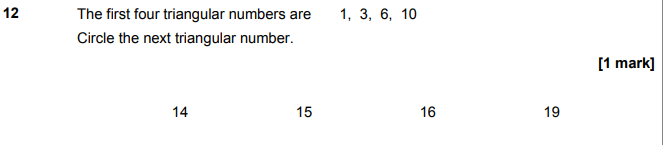 12 The first four triangular numbers are 1, 3, 6, 10
Circle the next triangular number.
[1 mark]
14 15 16 19